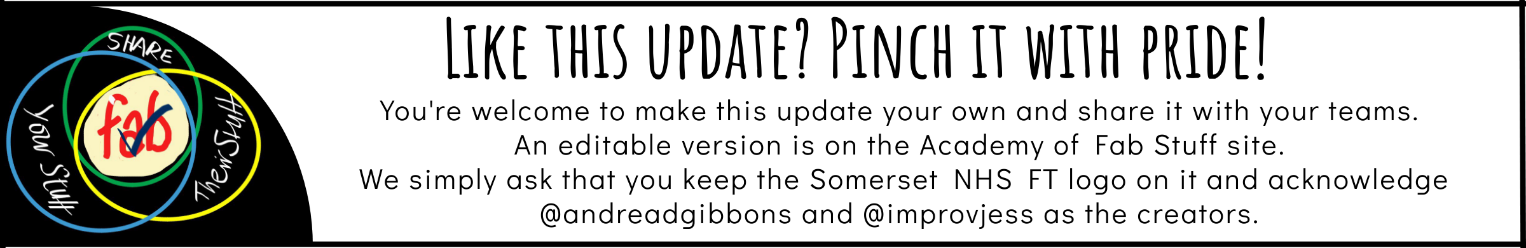 SHARE
Your Stuff
fab
Their Stuff
LIKE THIS UPDATE? PINCH IT WITH PRIDE!
You're welcome to make this update your own and share it with your teams.
An editable version is on the Academy of Fab Stuff site.
We simply ask that you keep the Somerset NHS FT logo on it and acknowledge
@andreadgibbons and @improvjess as the creators.